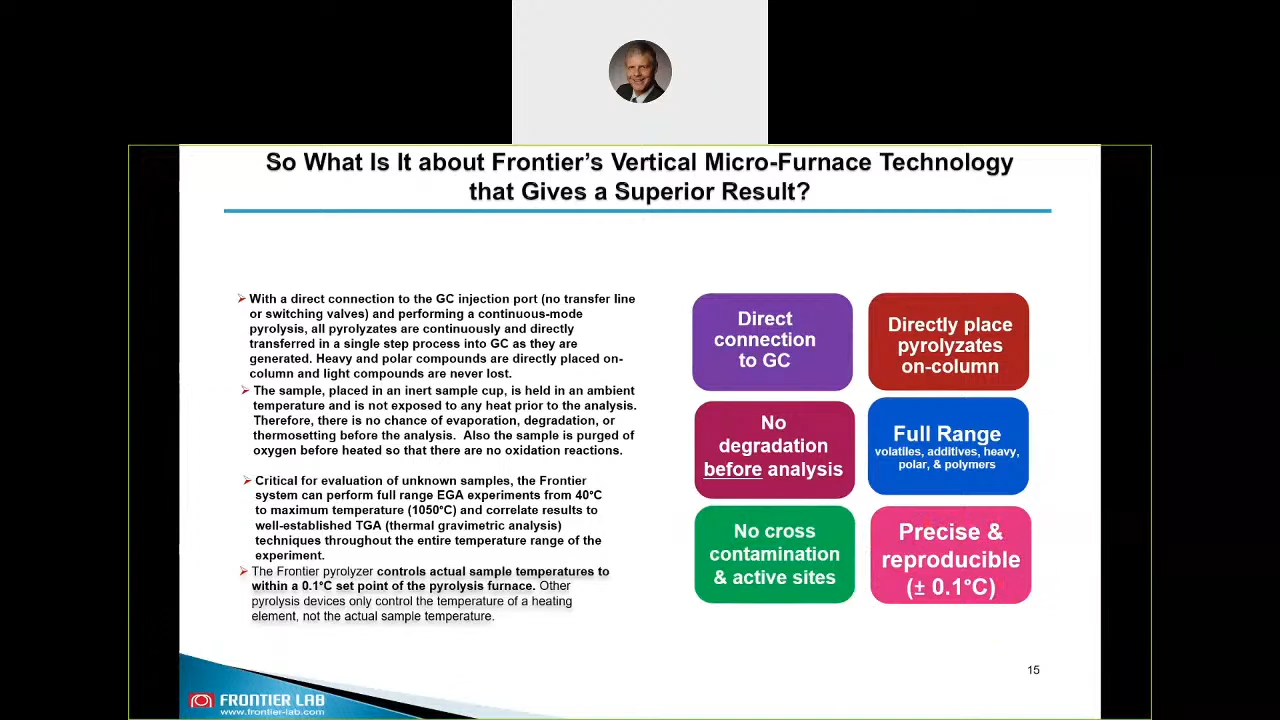 So What Is It about Frontier's Vertical Micro-Furnace Technology
that Gives a Superior Result?
➢ With a direct connection to the GC injection port (no transfer line
or switching valves) and performing a continuous-mode
pyrolysis, all pyrolyzates are continuously and directly
transferred in a single step process into GC as they are
generated. Heavy and polar compounds are directly placed on-
column and light compounds are never lost.
➢ The sample, placed in an inert sample cup, is held in an ambient
temperature and is not exposed to any heat prior to the analysis.
Therefore, there is no chance of evaporation, degradation, or
thermosetting before the analysis. Also the sample is purged of
oxygen before heated so that there are no oxidation reactions.
➢ Critical for evaluation of unknown samples, the Frontier
system can perform full range EGA experiments from 40°C
to maximum temperature (1050°C) and correlate results to
well-established TGA (thermal gravimetric analysis)
techniques throughout the entire temperature range of the
experiment.
➢ The Frontier pyrolyzer controls actual sample temperatures to
within a 0.1°C set point of the pyrolysis furnace. Other
pyrolysis devices only control the temperature of a heating
element, not the actual sample temperature.
Direct
connection
to GC
Directly place
pyrolyzates
on-column
No
degradation
before analysis
Full Range
volatiles, additives, heavy,
polar, & polymers
No cross
contamination
& active sites
Precise &
reproducible
(± 0.1°C)
15
FRONTIER LAB
www.frontier-lab.com